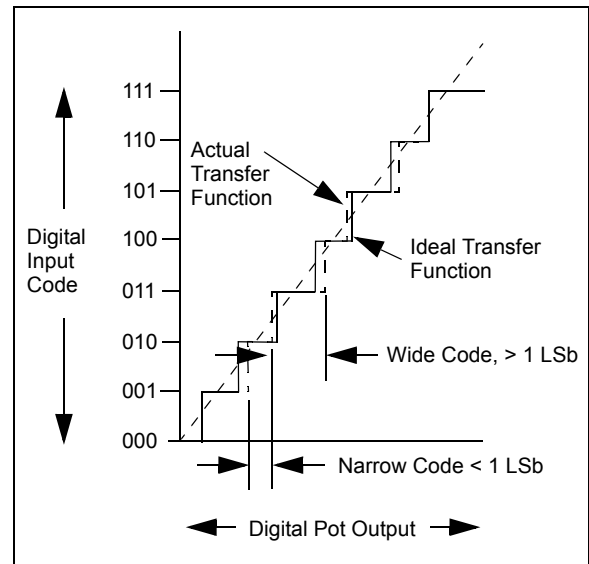 111
110
Actual
Transfer
Function
101
Digital
Input
Code
100
Ideal Transfer
Function
011
010
Wide Code, > 1 LSb
001
000
Narrow Code < 1 LSb
Digital Pot Output